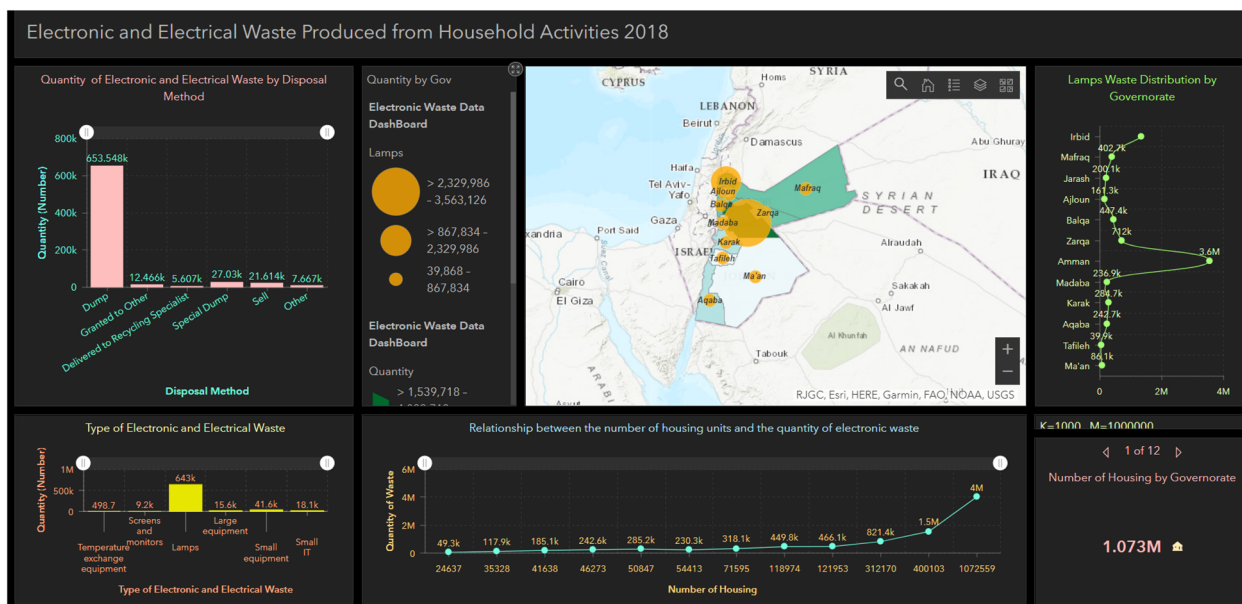 Electronic and Electrical Waste Produced from Household Activities 2018
Quantity of Electronic and Electrical Waste by Disposal
Method
800k
600k
400k
200k
0
Quantity (Number)
653.548k
12.466k
5.607k
27.03k
21.614k
7.667k
Dump
Granted to Other
Delivered to Recycling Specialist
Special Dump
Sell
Other
Disposal Method
Quantity by Gov
Electronic Waste Data
DashBoard
Lamps
> 2,329,986
- 3,563,126
> 867,834 -
2,329,986
39,868 -
867,834
Electronic Waste Data
DashBoard
Quantity
> 1,539,718 -
CYPRUS
Homs
SYRIA
LEBANON
Beirut
Damascus
Abu Ghuray
IRAQ
Haifa
Tel Aviv-
Yafo
Irbid
Ajloun
Balqa
Mafraq
Zarqa
Madaba
Karak
Tafileh
Ma'an
Aqaba
SYRIAN
DESERT
Gaza
ISRAEL
xandria
Port Said
Suez Canal
Cairo
El Giza
Alraudah
Sakakah
Al Jawf
Al Khunfah
AN NAFUD
Tabouk
ARABI
RJGC, Esri, HERE, Garmin, FAO, NOAA, USGS
Lamps Waste Distribution by
Governorate
Irbid
Mafraq
402.7k
Jarash
200.1k
Ajloun
161.3k
Balqa
447.4k
Zarqa
712k
Amman
3.6M
Madaba
236.9k
Karak
284.7k
Aqaba
242.7k
Tafileh
39.9k
Ma'an
86.1k
0
2M
4M
Type of Electronic and Electrical Waste
Quantity (Number)
1M
500k
0
498.7
9.2k
643k
15.6k
41.6k
18.1k
Temperature
exchange
equipment
Screens
and
monitors
Lamps
Large
equipment
Small
equipment
Small
IT
Type of Electronic and Electrical Waste
Relationship between the number of housing units and the quantity of electronic waste
Quantity of Waste
6M
4M
2M
0
49.3k
117.9k
185.1k
242.6k
285.2k
230.3k
318.1k
449.8k
466.1k
821.4k
1.5M
4M
24637
35328
41638
46273
50847
54413
71595
118974
121953
312170
400103
1072559
Number of Housing
K=1000 M=1000000
1 of 12
Number of Housing by Governorate
1.073M